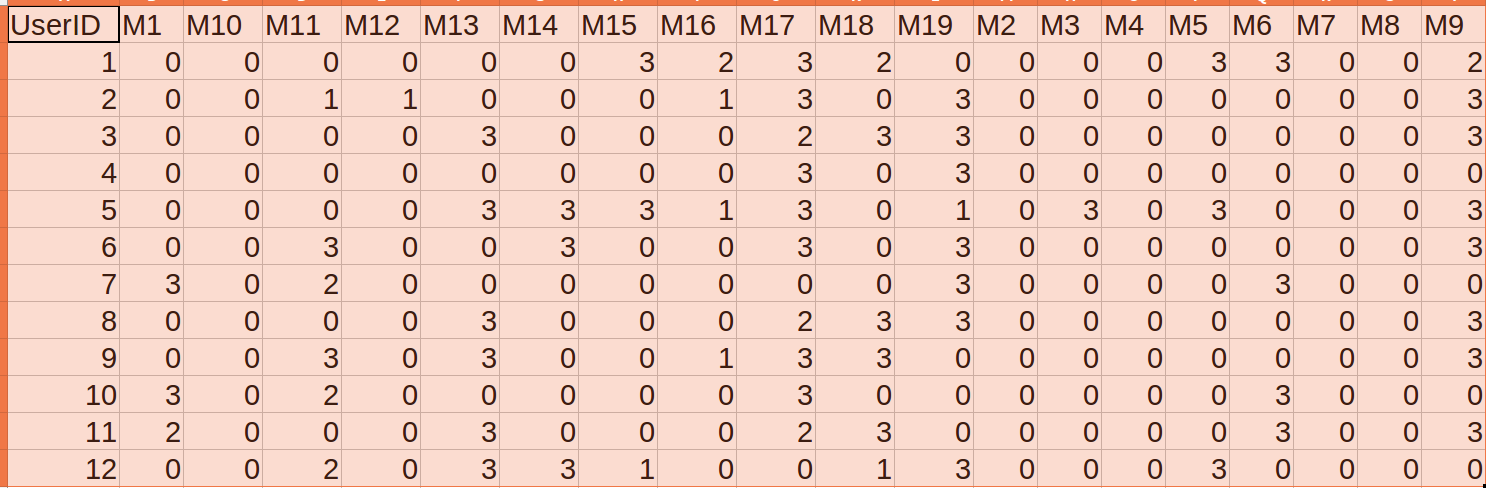 UserID M1 M10 M11 M12 M13 M14 M15 M16 M17 M18 M19 M2 M3 M4 M5 M6 M7 M8 M9
1 0 0 0 0 0 0 3 2 3 2 0 0 0 0 3 3 0 0 2
2 0 0 1 1 0 0 0 1 3 0 3 0 0 0 0 0 0 0 3
3 0 0 0 0 3 0 0 0 2 3 3 0 0 0 0 0 0 0 3
4 0 0 0 0 0 0 0 0 3 0 3 0 0 0 0 0 0 0 0
5 0 0 0 0 3 3 3 1 3 0 1 0 3 0 3 0 0 0 3
6 0 0 3 0 0 3 0 0 3 0 3 0 0 0 0 0 0 0 3
7 3 0 2 0 0 0 0 0 0 0 3 0 0 0 0 3 0 0 0
8 0 0 0 0 3 0 0 0 2 3 3 0 0 0 0 0 0 0 3
9 0 0 3 0 3 0 0 1 3 3 0 0 0 0 0 0 0 0 3
10 3 0 2 0 0 0 0 0 3 0 0 0 0 0 0 3 0 0 0
11 2 0 0 0 3 0 0 0 2 3 0 0 0 0 0 3 0 0 3
12 0 0 2 0 3 3 1 0 0 1 3 0 0 0 3 0 0 0 0